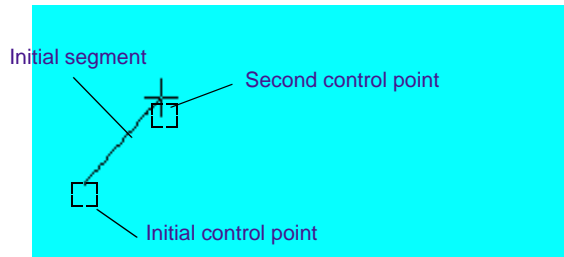 Initial segment
Second control point
Initial control point